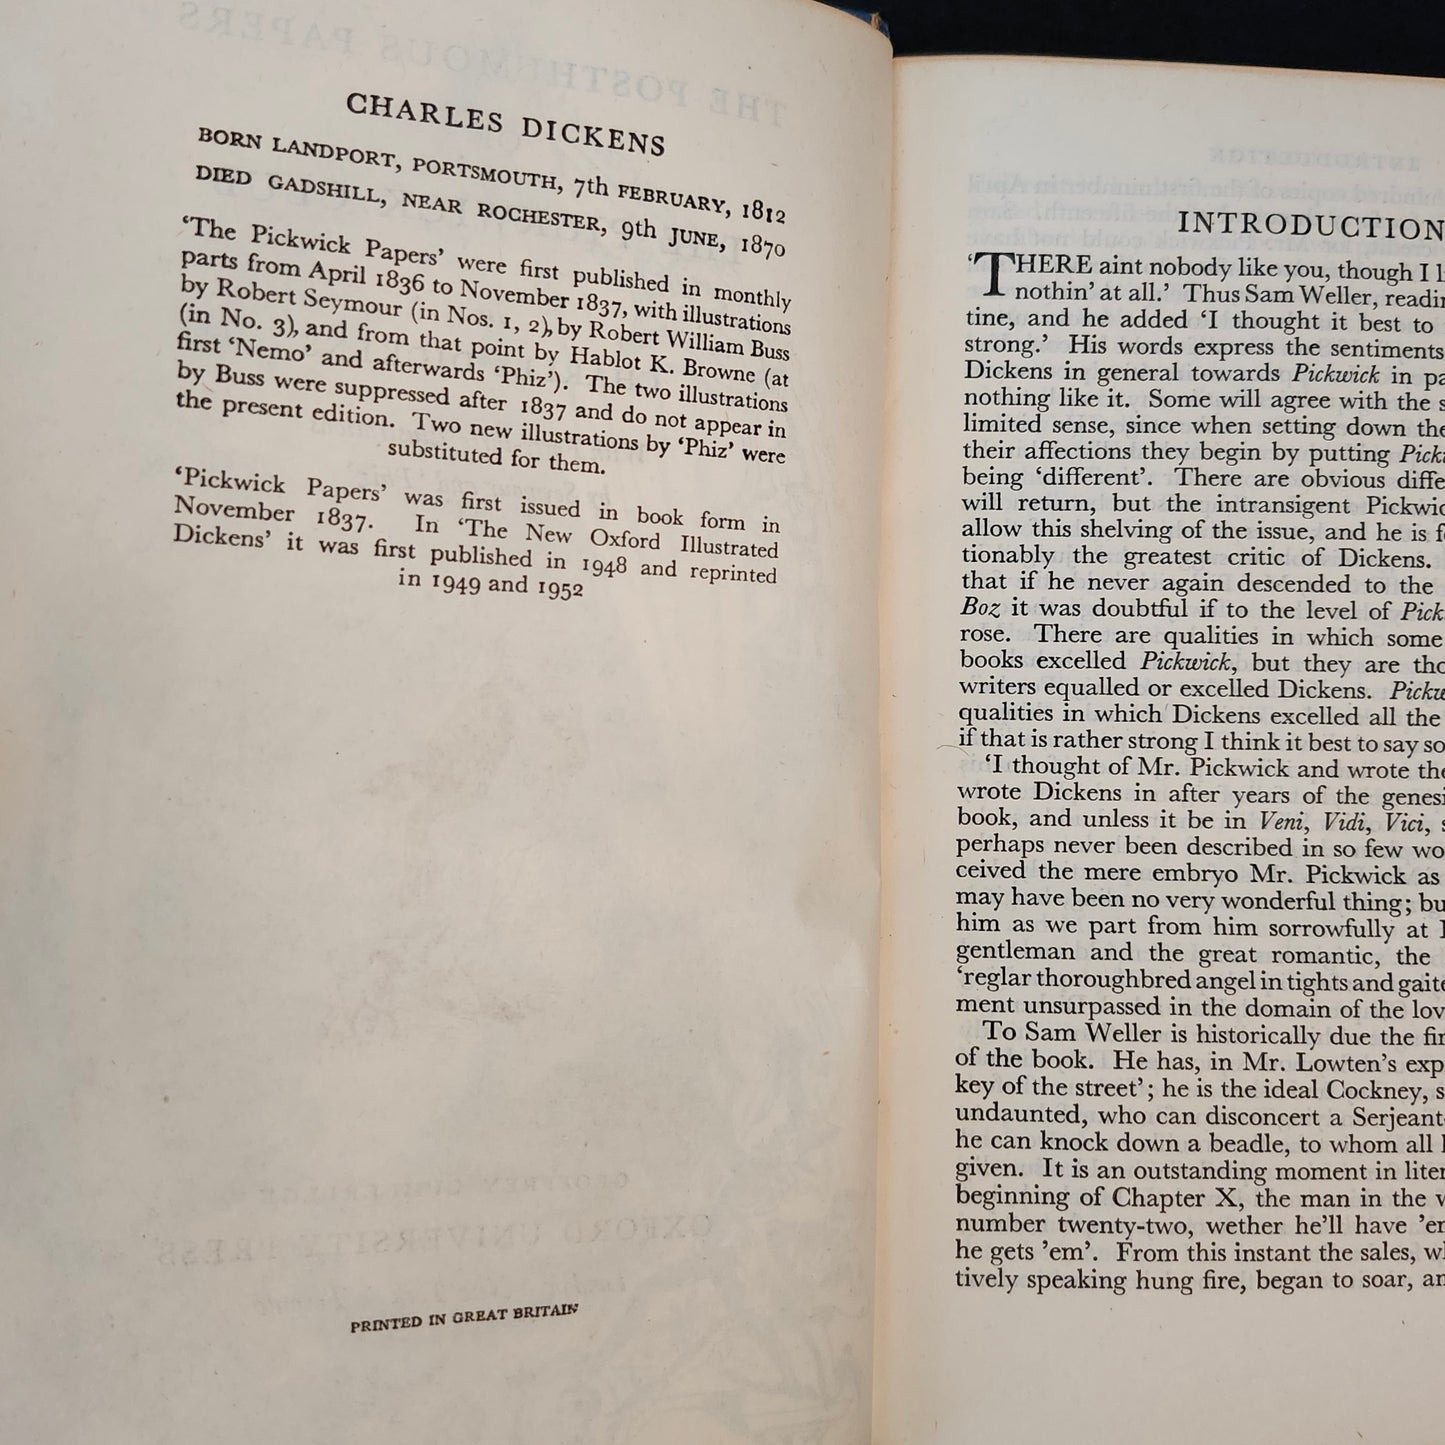 CHARLES DICKENS
BORN LANDPORT, PORTSMOUTH, 7th FEBRUARY, 1812
DIED GADSHILL, NEAR ROCHESTER, 9th JUNE, 1870
‘The Pickwick Papers’ were first published in monthly
parts from April 1836 to November 1837, with illustrations
by Robert Seymour (in Nos. 1, 2), by Robert William Buss
(in No. 3), and from that point by Hablot K. Browne (at
first ‘Nemo’ and afterwards ‘Phiz’). The two illustrations
by Buss were suppressed after 1837 and do not appear in
the present edition. Two new illustrations by ‘Phiz’ were
substituted for them.
‘Pickwick Papers’ was first issued in book form in
November 1837. In ‘The New Oxford Illustrated
Dickens’ it was first published in 1948 and reprinted
in 1949 and 1952
PRINTED IN GREAT BRITAIN
INTRODUCTION
‘THERE aint nobody like you, though I
nothin’ at all.’ Thus Sam Weller,
tine, and he added ‘I thought it best to
strong.’ His words express the sentiments
Dickens in general towards Pickwick in
nothing like it. Some will agree with the
limited sense, since when setting down
their affections they begin by putting
being ‘different’. There are obvious
will return, but the intransigent
allow this shelving of the issue, and he is
tionably the greatest critic of Dickens.
that if he never again descended to the
Boz it was doubtful if to the level of
rose. There are qualities in which some
books excelled Pickwick, but they are
writers equalled or excelled Dickens.
qualities in which Dickens excelled all the
if that is rather strong I think it best to say so
‘I thought of Mr. Pickwick and wrote
wrote Dickens in after years of the
book, and unless it be in Veni, Vidi, Vici,
perhaps never been described in so few
ceived the mere embryo Mr. Pickwick as
may have been no very wonderful thing;
him as we part from him sorrowfully at
gentleman and the great romantic, the
‘reglar thoroughbred angel in tights and
ment unsurpassed in the domain of the
To Sam Weller is historically due the
of the book. He has, in Mr. Lowten’s
key of the street’; he is the ideal Cockney,
undaunted, who can disconcert a Serjeant
he can knock down a beadle, to whom all
given. It is an outstanding moment in
beginning of Chapter X, the man in the
number twenty-two, wether he’ll have
he gets ’em’. From this instant the sales,
tively speaking hung fire, began to soar,